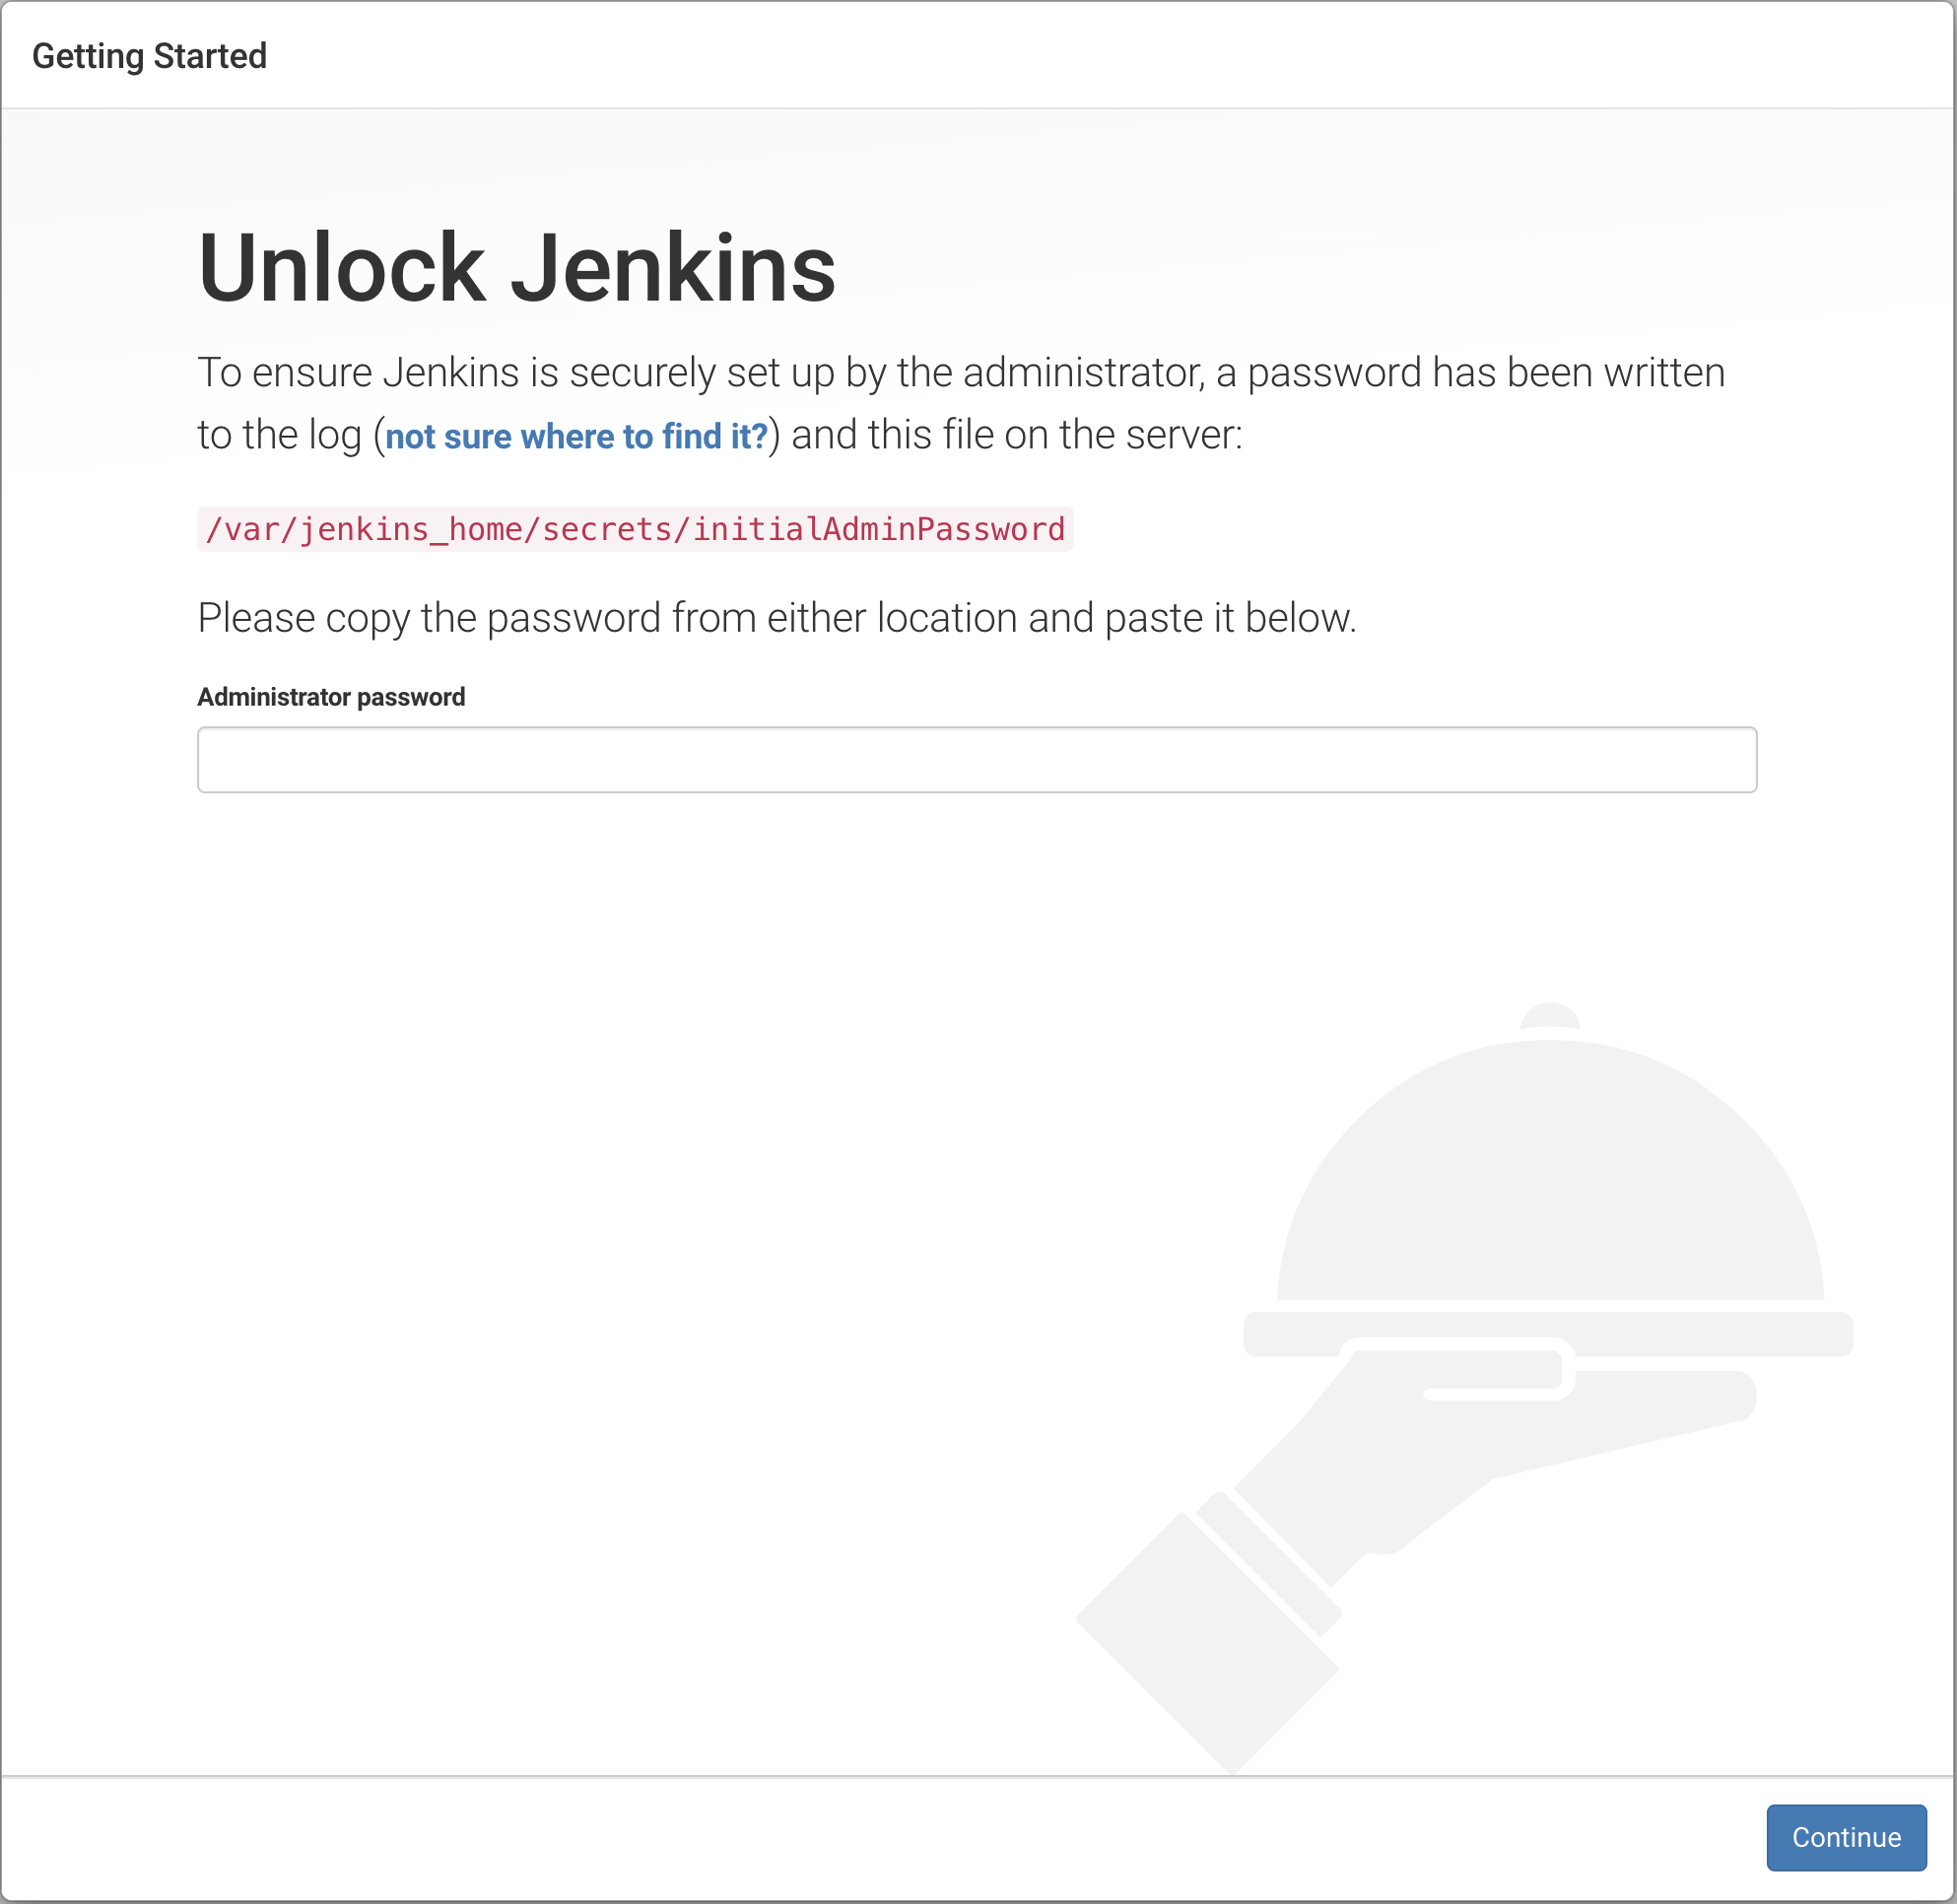 Getting Started
Unlock Jenkins
To ensure Jenkins is securely set up by the administrator, a password has been written
to the log (not sure where to find it?) and this file on the server:
/var/jenkins_home/secrets/initialAdminPassword
Please copy the password from either location and paste it below.
Administrator password
Continue